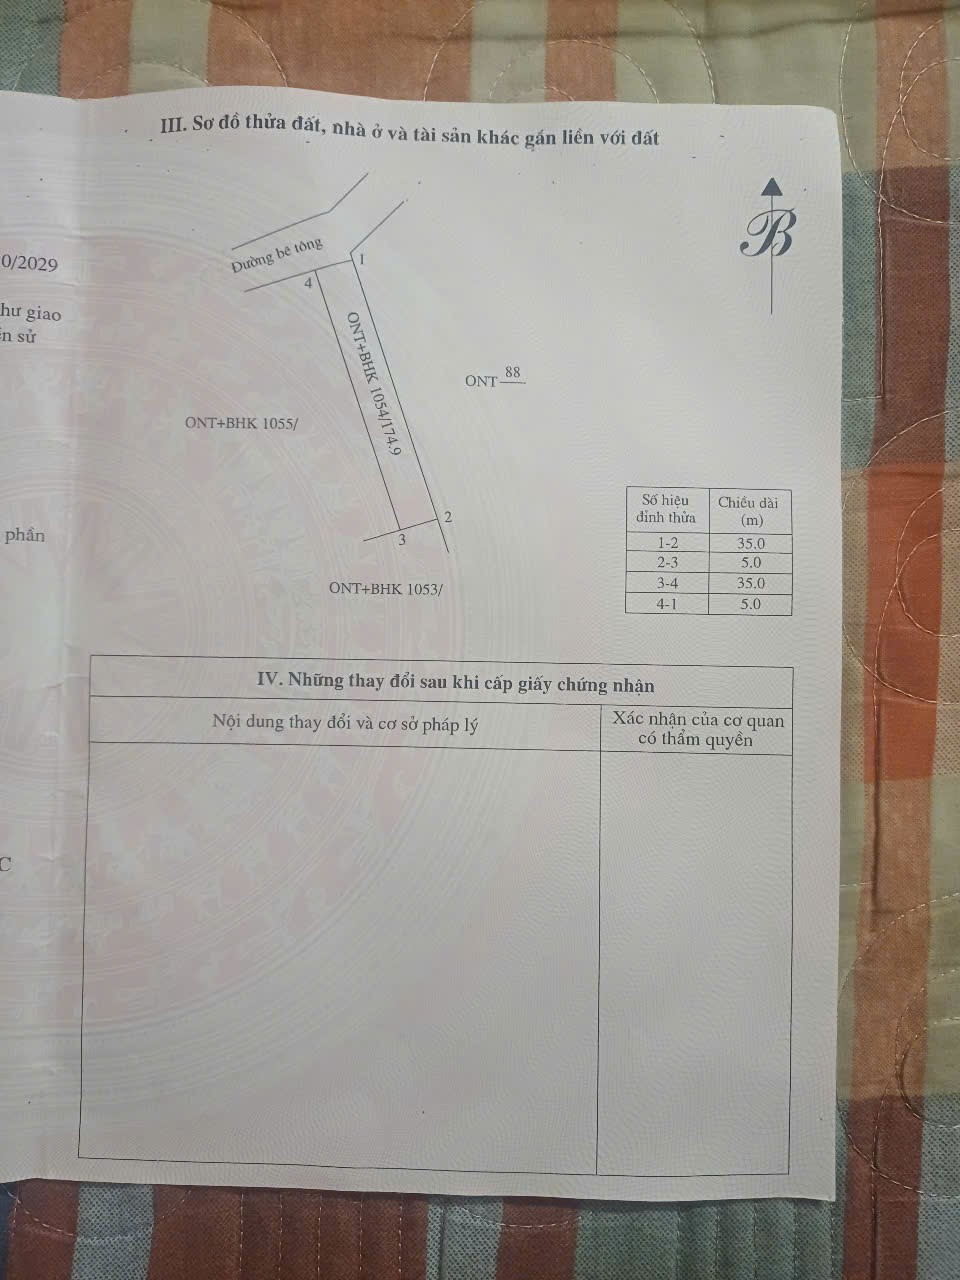 III. Sơ đồ thửa đất, nhà ở và tài sản khác gắn liền với đất
B
Đường bê tông
1
4
0/2029
hư giao
ONT+BHK 1054/174.9
88
ONT
ONT+BHK 1055/
2
3
phần
ONT+BHK 1053/
Số hiệu đỉnh thửa Chiều dài (m)
1-2 35.0
2-3 5.0
3-4 35.0
4-1 5.0
IV. Những thay đổi sau khi cấp giấy chứng nhận
Nội dung thay đổi và cơ sở pháp lý
Xác nhận của cơ quan
có thẩm quyền
C